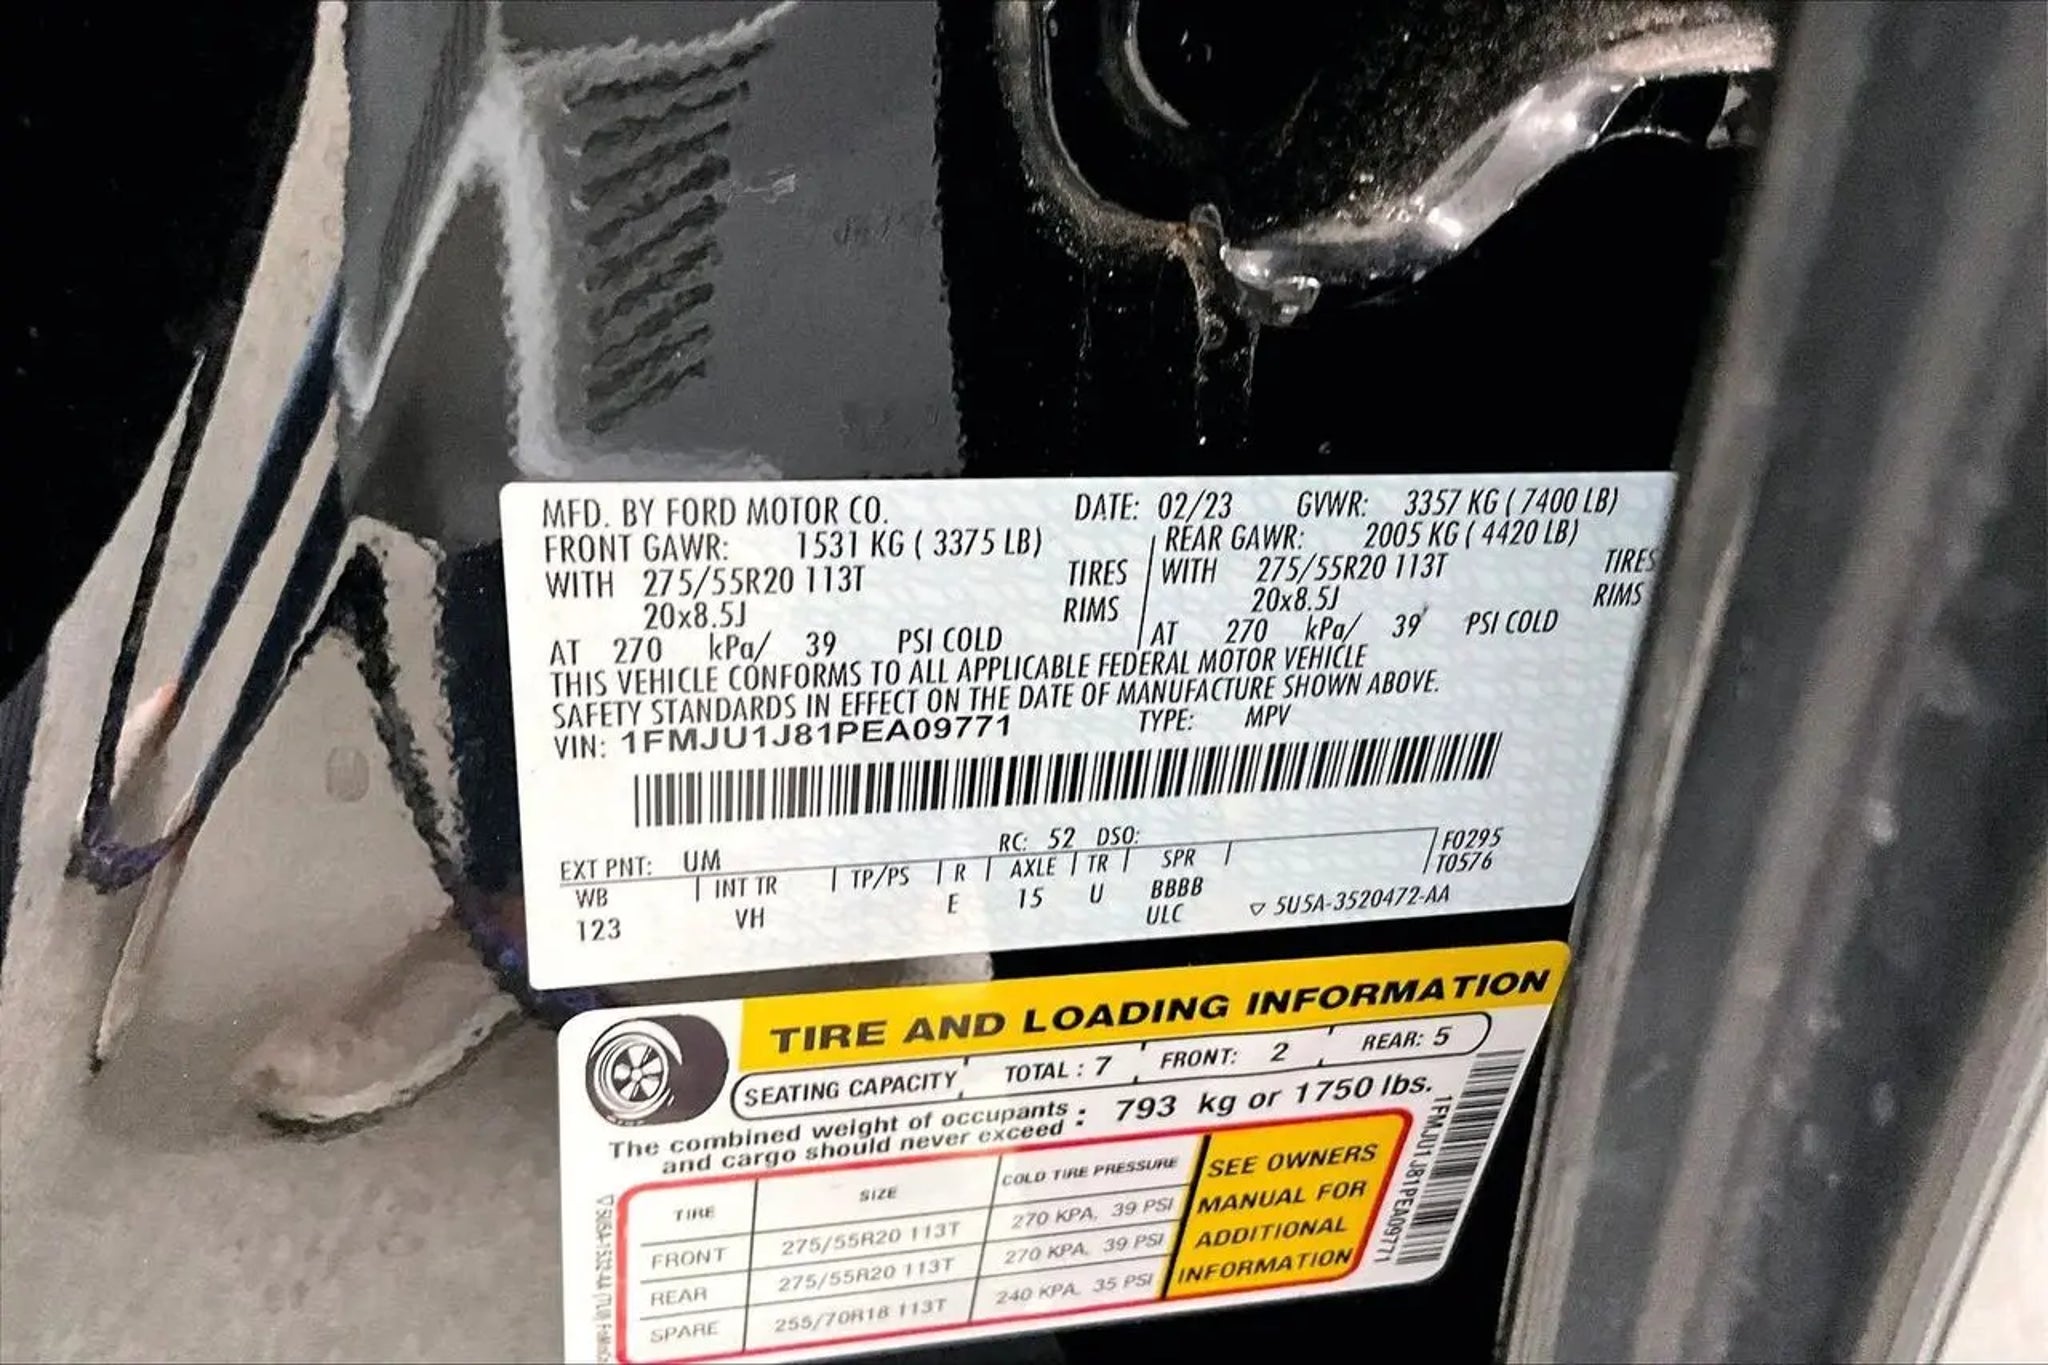 MFD. BY FORD MOTOR CO. DATE: 02/23 GVWR: 3357 KG ( 7400 LB)
FRONT GAWR: 1531 KG ( 3375 LB) REAR GAWR: 2005 KG ( 4420 LB)
WITH 275/55R20 113T TIRES WITH 275/55R20 113T TIRES
20x8.5J RIMS 20x8.5J RIMS
AT 270 kPa/ 39 PSI COLD AT 270 kPa/ 39 PSI COLD
THIS VEHICLE CONFORMS TO ALL APPLICABLE FEDERAL MOTOR VEHICLE
SAFETY STANDARDS IN EFFECT ON THE DATE OF MANUFACTURE SHOWN ABOVE.
VIN: 1FMJU1J81PEA09771 TYPE: MPV
RC: 52 DSO:
EXT PNT: UM F0295
WB INT TR TP/PS R AXLE TR SPR T0576
123 VH E 15 U BBBB
ULC ▽ 5U5A-3520472-AA
TIRE AND LOADING INFORMATION
SEATING CAPACITY TOTAL : 7 FRONT: 2 REAR: 5
The combined weight of occupants : 793 kg or 1750 lbs.
and cargo should never exceed :
TIRE SIZE COLD TIRE PRESSURE
FRONT 275/55R20 113T 270 KPA, 39 PSI
REAR 275/55R20 113T 270 KPA, 39 PSI
SPARE 255/70R18 113T 240 KPA, 35 PSI
SEE OWNERS
MANUAL FOR
ADDITIONAL
INFORMATION
1FMJU1J81PEA09771